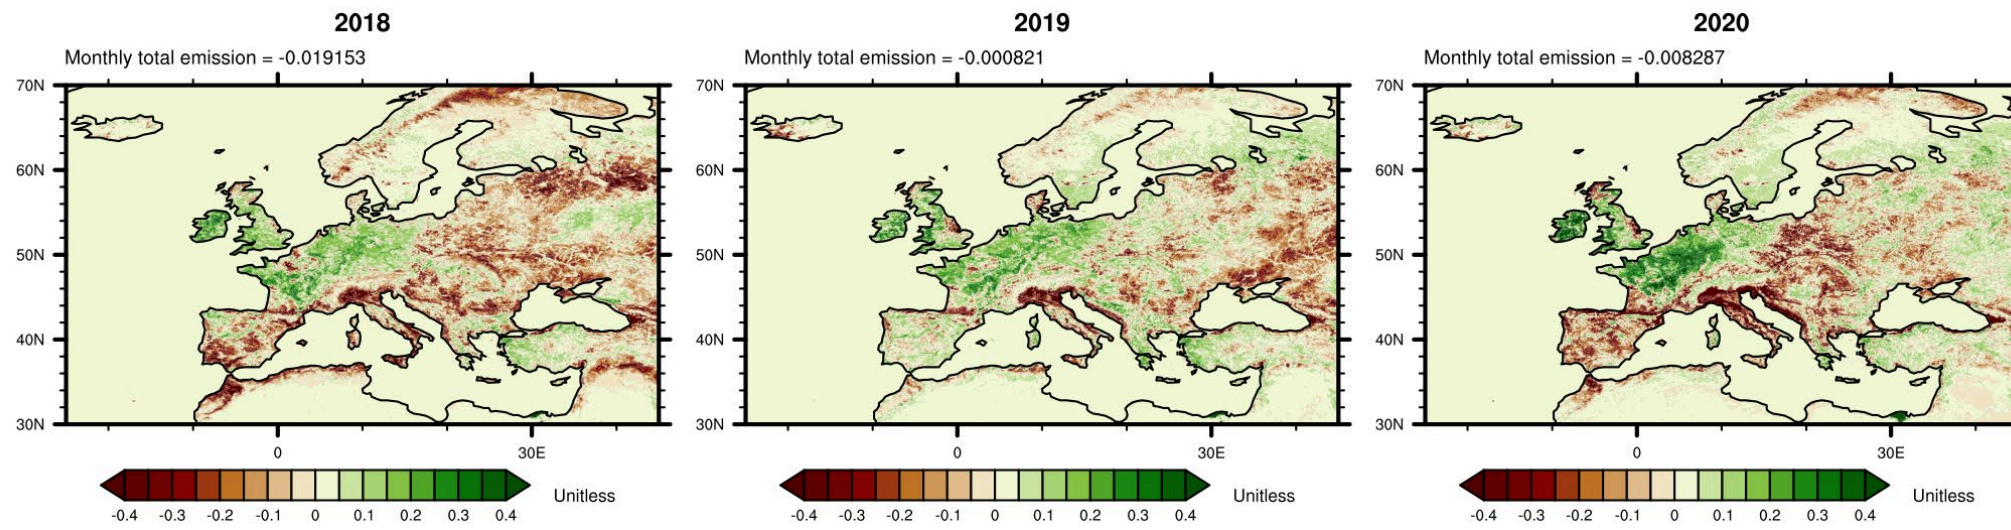 2018
Monthly total emission = -0.019153
70N
60N
50N
40N
30N
0
30E
-0.4 -0.3 -0.2 -0.1 0 0.1 0.2 0.3 0.4
Unitless
2019
Monthly total emission = -0.000821
70N
60N
50N
40N
30N
0
30E
-0.4 -0.3 -0.2 -0.1 0 0.1 0.2 0.3 0.4
Unitless
2020
Monthly total emission = -0.008287
70N
60N
50N
40N
30N
0
30E
-0.4 -0.3 -0.2 -0.1 0 0.1 0.2 0.3 0.4
Unitless